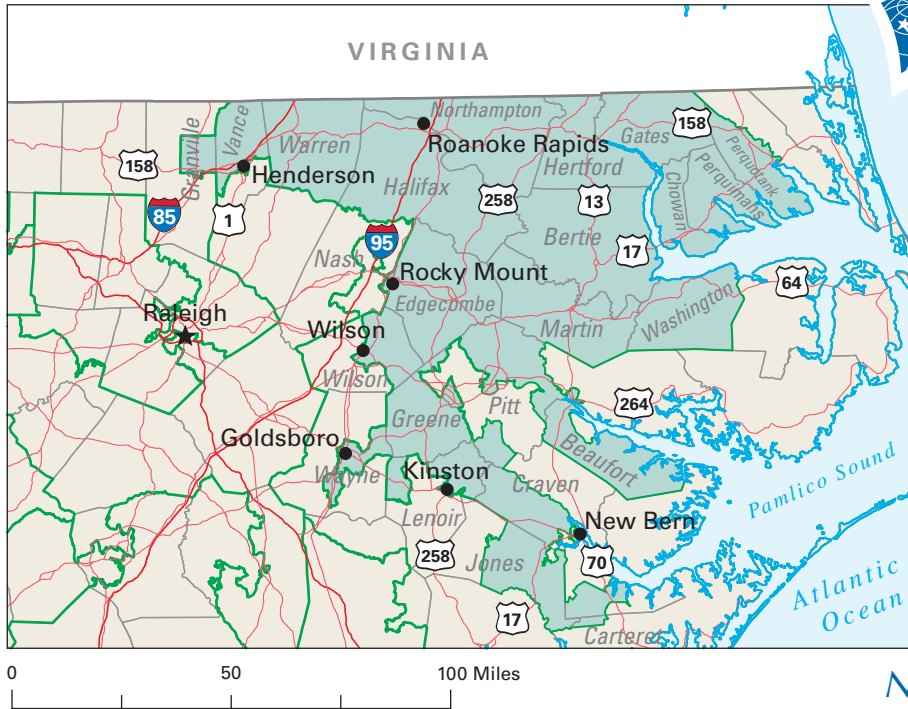 VIRGINIA
Northampton
158
Gates
Vance
Warren
Roanoke Rapids
Hertford
158
Granville
Henderson
Halifax
Perquotank
Perquimahs
Chowan
85
1
258
13
95
Nash
Bertie
17
Rocky Mount
64
Edgecombe
Raleigh
Washington
Martin
Wilson
Wilson
264
Pitt
Greene
Goldsboro
Beaufort
Wayne
Kinston
Craven
Pamlico Sound
Lenoir
New Bern
258
Jones
70
Atlantic
Ocean
17
Carteret
0
50
100 Miles
N